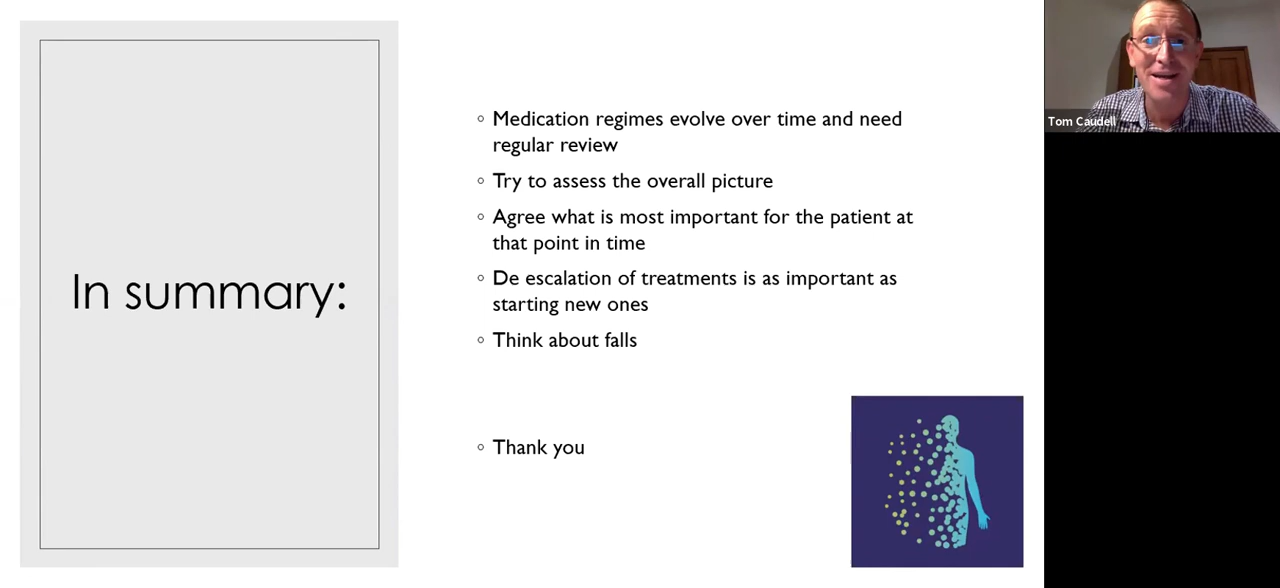 In summary:
Medication regimes evolve over time and need
regular review
Try to assess the overall picture
Agree what is most important for the patient at
that point in time
De escalation of treatments is as important as
starting new ones
Think about falls
Thank you
Tom Caudell